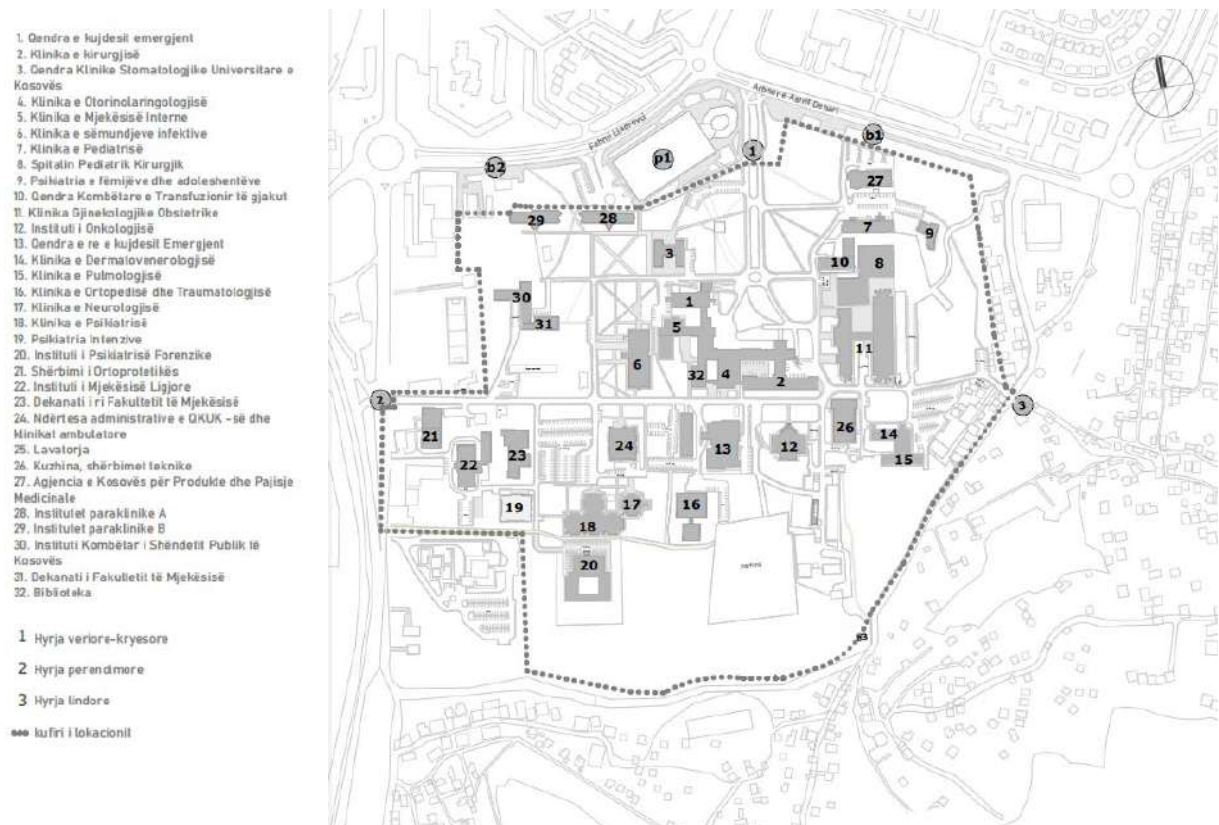 1. Qendra e kujdesit emergjent
2. Klinika e kirurgjisë
3. Qendra Klinike Stomatologjike Universitare e
Kosovës
4. Klinika e Otorinolaringologjisë
5. Klinika e Mjekësisë Interne
6. Klinika e sëmundjeve infektive
7. Klinika e Pediatrisë
8. Spitalin Pediatrik Kirurgjik
9. Psikiatria e fëmijëve dhe adoleshentëve
10. Qendra Kombëtare e Transfuzionir të gjakut
11. Klinika Gjinekologjike Obstetrike
12. Instituti i Onkologjisë
13. Qendra e re e kujdesit Emergjent
14. Klinika e Dermatovenerologjisë
15. Klinika e Pulmologjisë
16. Klinika e Ortopedisë dhe Traumatologjisë
17. Klinika e Neurologjisë
18. Klinika e Psikiatrisë
19. Psikiatria Intenzive
20. Instituti i Psikiatrisë Forenzike
21. Shërbimi i Ortoprotetikës
22. Instituti i Mjekësisë Ligjore
23. Dekanati i ri Fakultetit të Mjekësisë
24. Ndërtesa administrative e QKUK -së dhe
klinikat ambulatore
25. Lavatorja
26. Kuzhina, shërbimet teknike
27. Agjencia e Kosovës për Produkte dhe Pajisje
Medicinale
28. Institutet paraklinike A
29. Institutet paraklinike B
30. Instituti Kombëtar i Shëndetit Publik të
Kosovës
31. Dekanati i Fakultetit të Mjekësisë
32. Biblioteka
1 Hyrja veriore-kryesore
2 Hyrja perendimore
3 Hyrja lindore
kufiri i lokacionit
b1
1
p1
b2
27
29
28
7
9
3
10
8
30
1
31
5
6
11
32
4
2
2
3
21
24
26
14
22
23
13
12
15
19
17
16
18
20